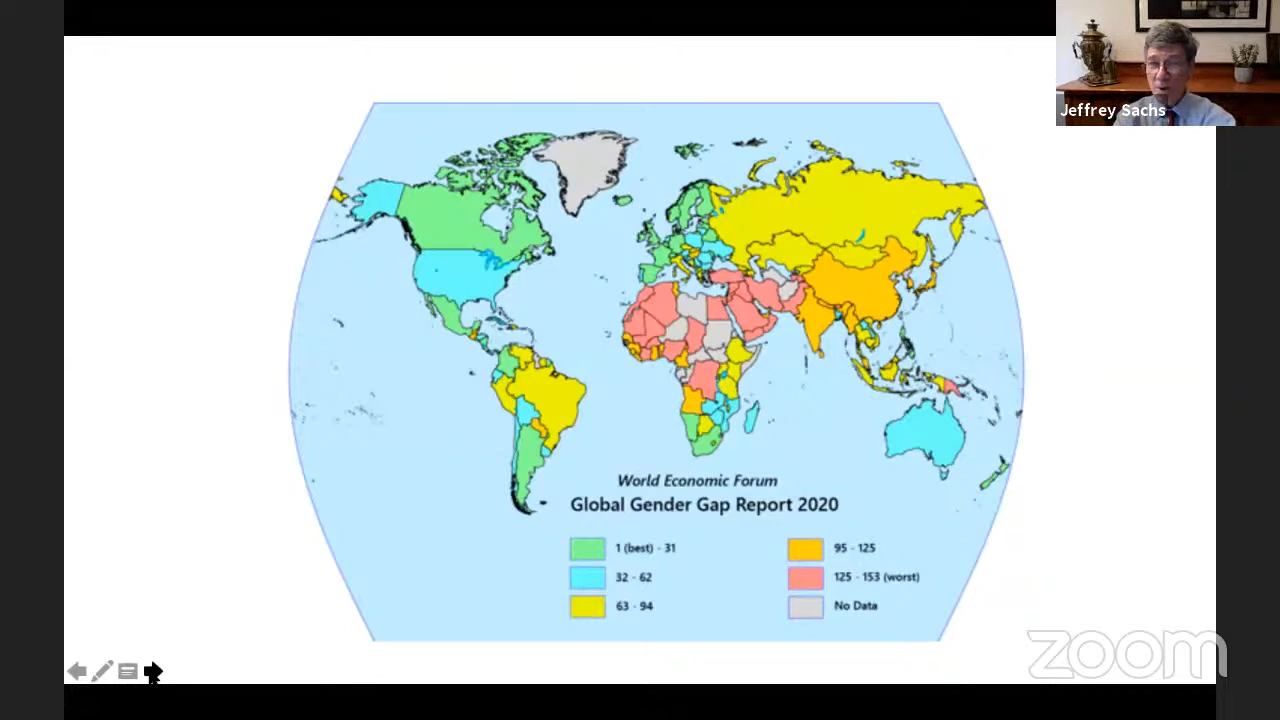 Jeffrey Sachs
World Economic Forum
Global Gender Gap Report 2020
1 (best) - 31
32 - 62
63 - 94
95 - 125
125 - 153 (worst)
No Data
zoom